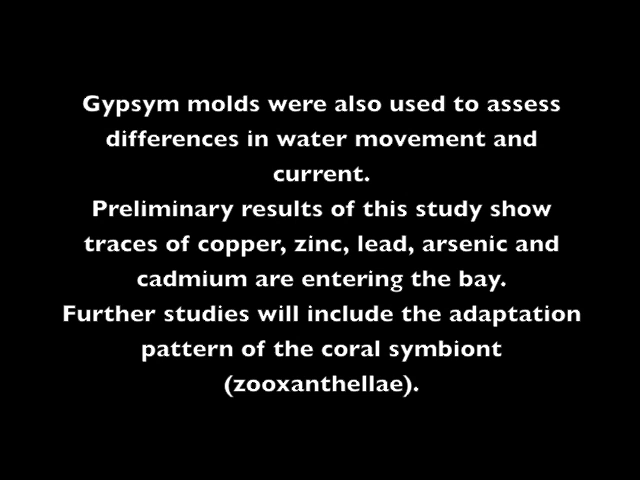 Gypsym molds were also used to assess
differences in water movement and
current.
Preliminary results of this study show
traces of copper, zinc, lead, arsenic and
cadmium are entering the bay.
Further studies will include the adaptation
pattern of the coral symbiont
(zooxanthellae).